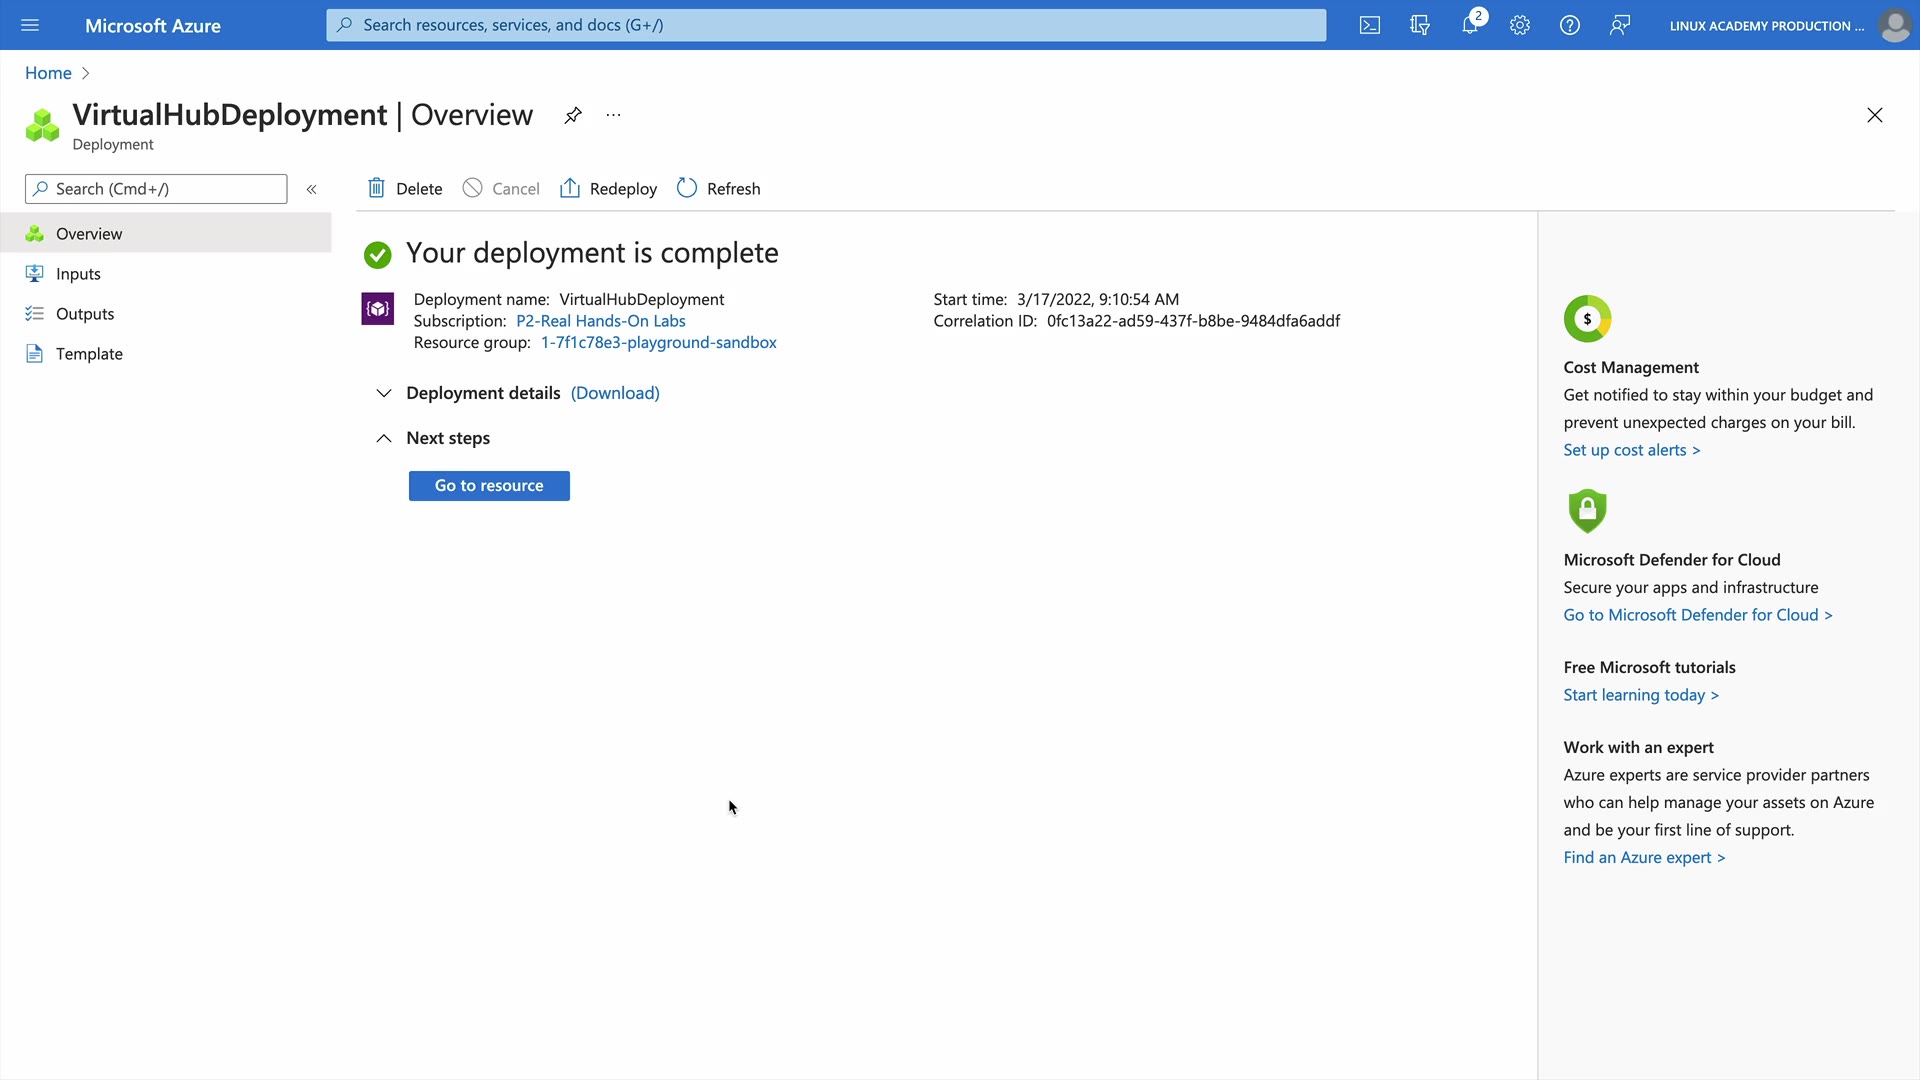 Microsoft Azure
Search resources, services, and docs (G+/)
2
LINUX ACADEMY PRODUCTION ...
Home >
VirtualHubDeployment | Overview
...
Deployment
Search (Cmd+/)
«
Delete
Cancel
Redeploy
Refresh
Overview
Inputs
Outputs
Template
Your deployment is complete
Deployment name: VirtualHubDeployment
Subscription: P2-Real Hands-On Labs
Resource group: 1-7f1c78e3-playground-sandbox
Start time: 3/17/2022, 9:10:54 AM
Correlation ID: 0fc13a22-ad59-437f-b8be-9484dfa6addf
Deployment details (Download)
Next steps
Go to resource
$
Cost Management
Get notified to stay within your budget and
prevent unexpected charges on your bill.
Set up cost alerts >
Microsoft Defender for Cloud
Secure your apps and infrastructure
Go to Microsoft Defender for Cloud >
Free Microsoft tutorials
Start learning today >
Work with an expert
Azure experts are service provider partners
who can help manage your assets on Azure
and be your first line of support.
Find an Azure expert >